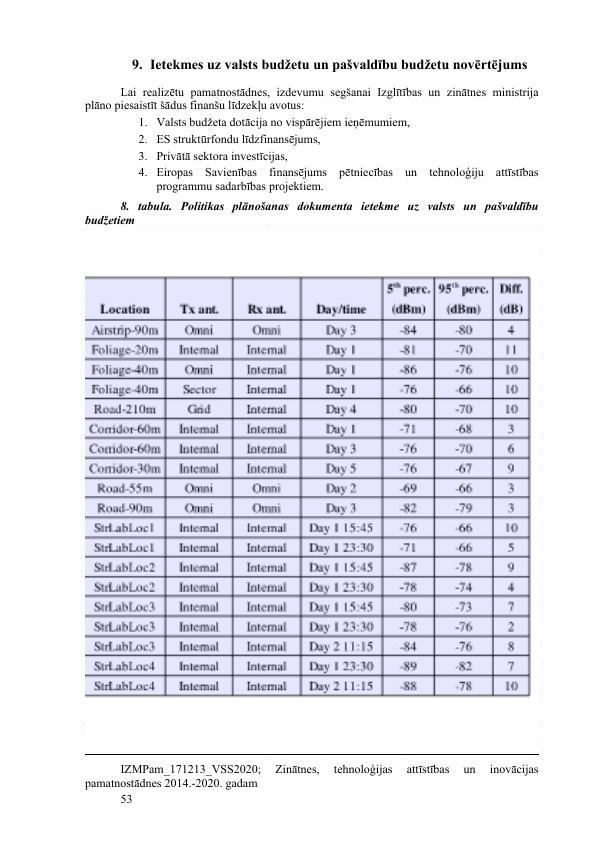 9. Ietekmes uz valsts budžetu un pašvaldību budžetu novērtējums
Lai realizētu pamatnostādnes, izdevumu segšanai Izglītības un zinātnes ministrija
plāno piesaistīt šādus finanšu līdzekļu avotus:
1. Valsts budžeta dotācija no vispārējiem ieņēmumiem,
2. ES struktūrfondu līdzfinansējums,
3. Privātā sektora investīcijas,
4. Eiropas Savienības finansējums pētniecības un tehnoloģiju attīstības
programmu sadarbības projektiem.
8. tabula. Politikas plānošanas dokumenta ietekme uz valsts un pašvaldību
budžetiem
5th perc. 95th perc. Diff.
Location Tx ant. Rx ant. Day/time (dBm) (dBm) (dB)
Airstrip-90m Omni Omni Day 3 -84 -80 4
Foliage-20m Internal Internal Day 1 -81 -70 11
Foliage-40m Omni Internal Day 1 -86 -76 10
Foliage-40m Sector Internal Day 1 -76 -66 10
Road-210m Grid Internal Day 4 -80 -70 10
Corridor-60m Internal Internal Day 1 -71 -68 3
Corridor-60m Internal Internal Day 3 -76 -70 6
Corridor-30m Internal Internal Day 5 -76 -67 9
Road-55m Omni Omni Day 2 -69 -66 3
Road-90m Omni Omni Day 3 -82 -79 3
StrLabLoc1 Internal Internal Day 1 15:45 -76 -66 10
StrLabLoc1 Internal Internal Day 1 23:30 -71 -66 5
StrLabLoc2 Internal Internal Day 1 15:45 -87 -78 9
StrLabLoc2 Internal Internal Day 1 23:30 -78 -74 4
StrLabLoc3 Internal Internal Day 1 15:45 -80 -73 7
StrLabLoc3 Internal Internal Day 1 23:30 -78 -76 2
StrLabLoc3 Internal Internal Day 2 11:15 -84 -76 8
StrLabLoc4 Internal Internal Day 1 23:30 -89 -82 7
StrLabLoc4 Internal Internal Day 2 11:15 -88 -78 10
IZMPam_171213_VSS2020; Zinātnes, tehnoloģijas attīstības un inovācijas
pamatnostādnes 2014.-2020. gadam
53